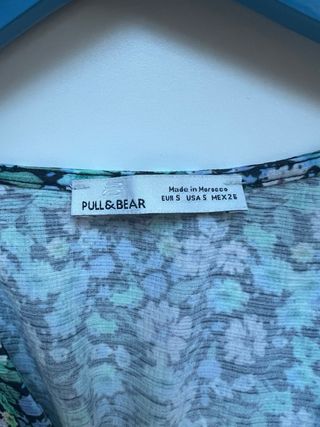 PULL&BEAR
Made in Morocco
EUR S USA S MEX 26